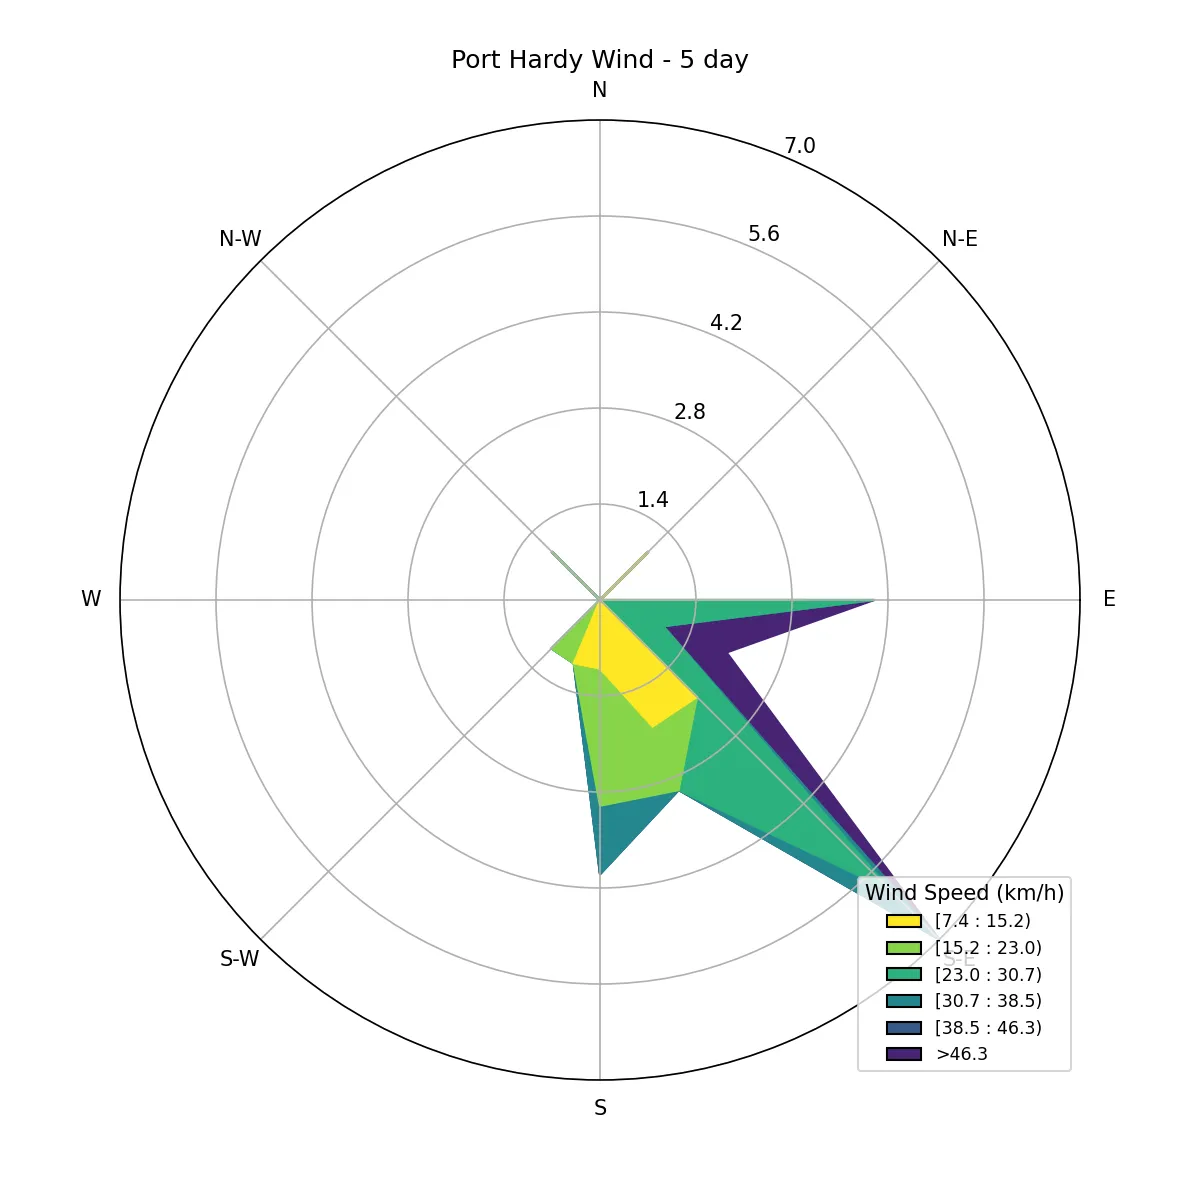 Port Hardy Wind - 5 day
N
7.0
N-W
5.6
N-E
4.2
2.8
1.4
W
E
Wind Speed (km/h)
[7.4 : 15.2)
[15.2 : 23.0)
S-W
S-E
[23.0 : 30.7)
[30.7 : 38.5)
[38.5 : 46.3)
>46.3
S